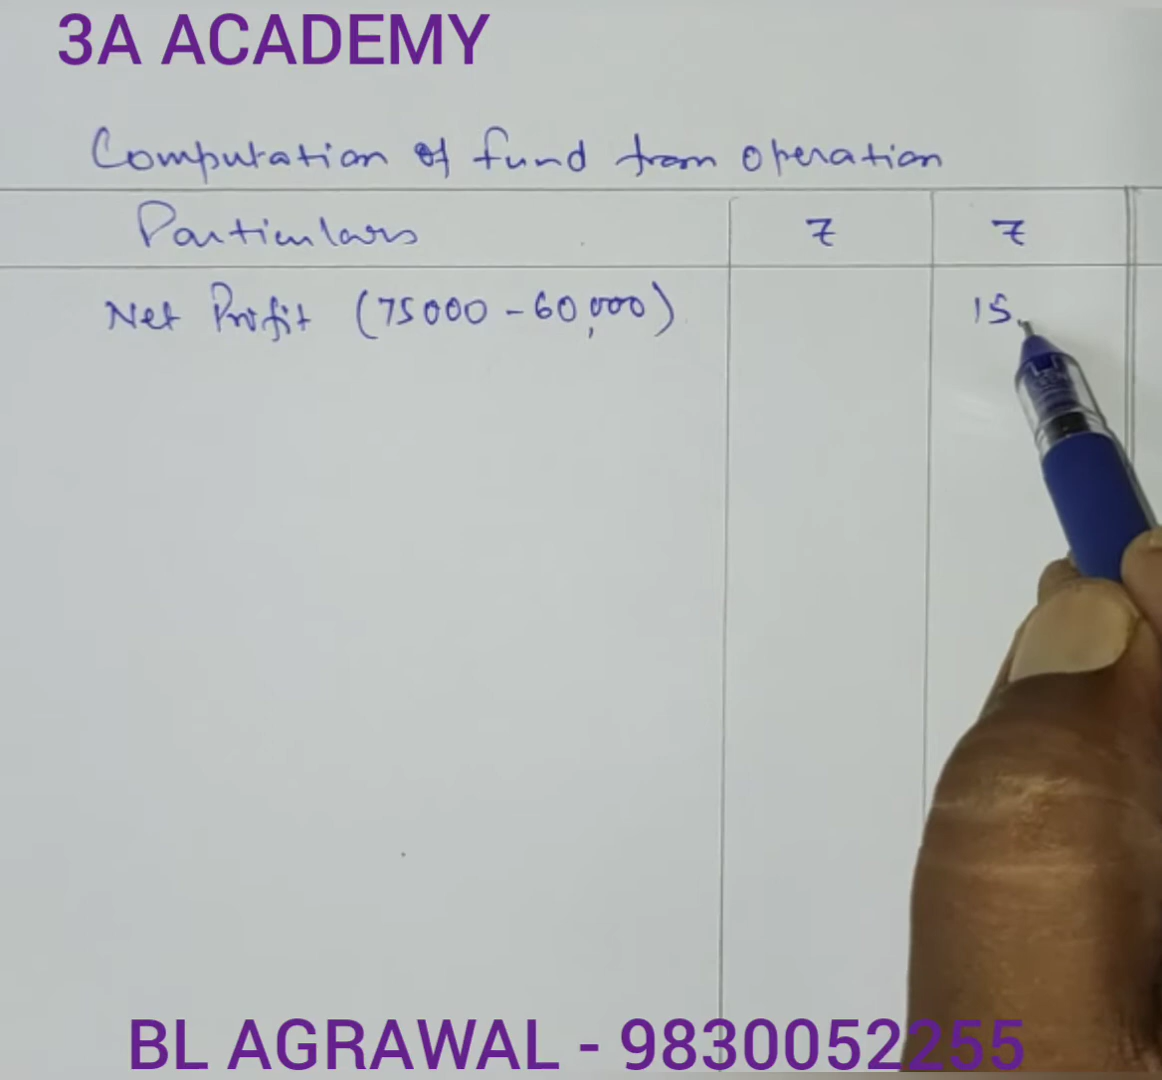 3A ACADEMY
Computation of fund from operation
Particulars ₹ ₹
Net Profit (75000 - 60,000) 15,
BL AGRAWAL - 9830052255